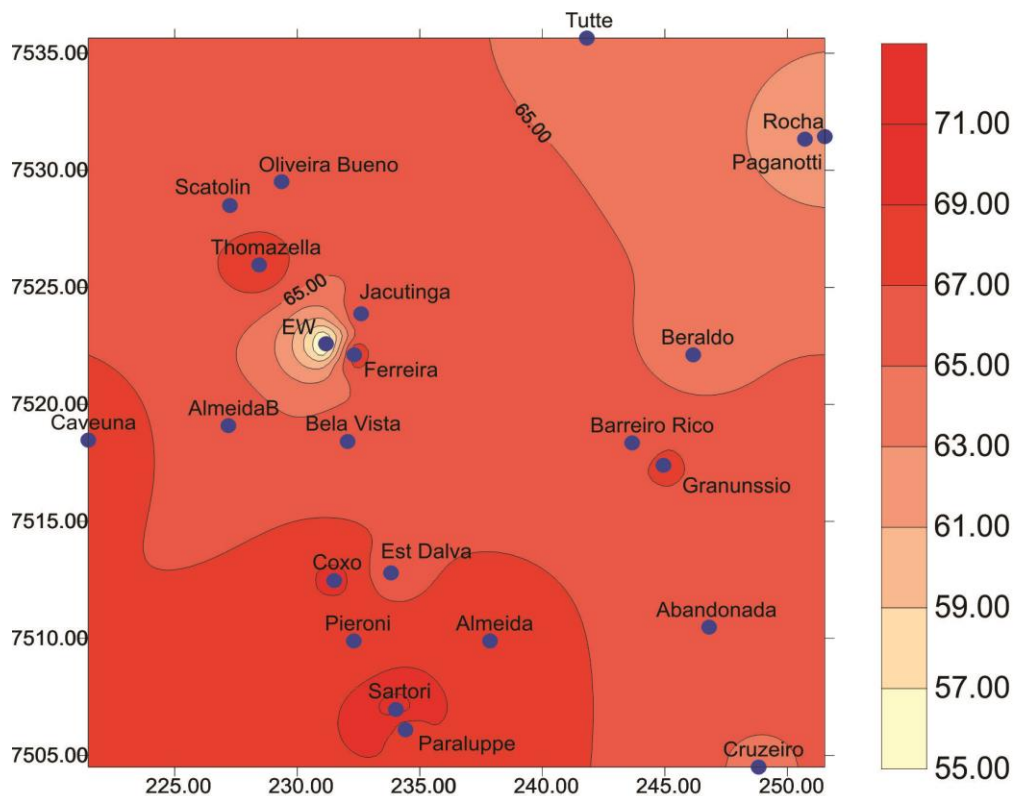 Tutte
7535.00
71.00
65.00
Rocha
7530.00
Oliveira Bueno
Paganotti
69.00
Scatolin
Thomazella
67.00
7525.00
65.00
Jacutinga
EW
Beraldo
65.00
Ferreira
7520.00
AlmeidaB
Caveuna
Bela Vista
Barreiro Rico
63.00
Granunssio
7515.00
61.00
Est Dalva
Coxo
59.00
7510.00
Pieroni
Almeida
Abandonada
57.00
Sartori
Paraluppe
7505.00
Cruzeiro
55.00
225.00 230.00 235.00 240.00 245.00 250.00